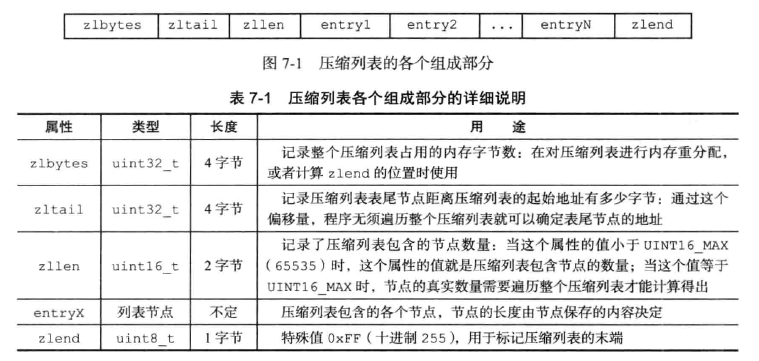 zlbytes zltail zllen entry1 entry2 ... entryN zlend
图 7-1 压缩列表的各个组成部分
表 7-1 压缩列表各个组成部分的详细说明
属性 类型 长度 用 途
zlbytes uint32_t 4 字节 记录整个压缩列表占用的内存字节数:在对压缩列表进行内存重分配,
或者计算 zlend 的位置时使用
zltail uint32_t 4 字节 记录压缩列表表尾节点距离压缩列表的起始地址有多少字节:通过这个
偏移量,程序无须遍历整个压缩列表就可以确定表尾节点的地址
zllen uint16_t 2 字节 记录了压缩列表包含的节点数量:当这个属性的值小于 UINT16_MAX
(65535)时,这个属性的值就是压缩列表包含节点的数量;当这个值等于
UINT16_MAX 时,节点的真实数量需要遍历整个压缩列表才能计算得出
entryX 列表节点 不定 压缩列表包含的各个节点,节点的长度由节点保存的内容决定
zlend uint8_t 1 字节 特殊值 0xFF(十进制 255),用于标记压缩列表的末端